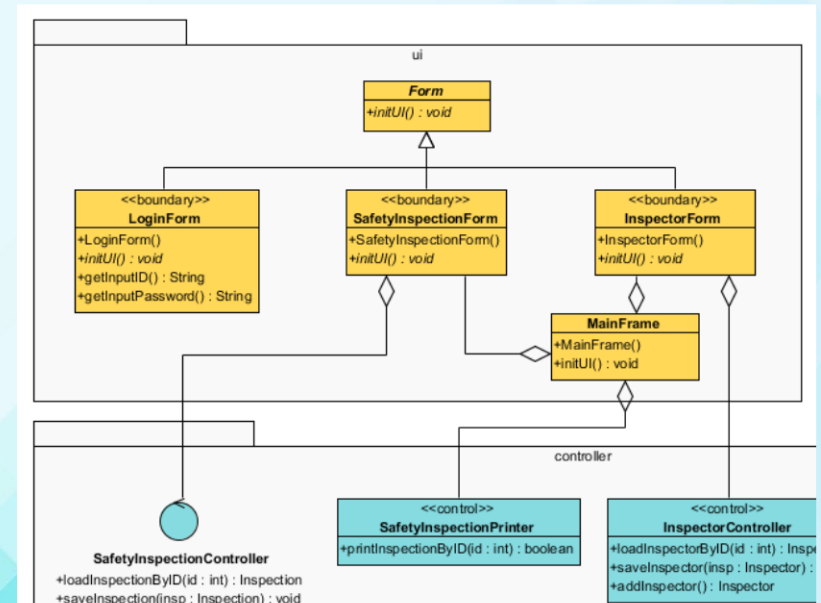 ui
Form
+initUI() : void
<<boundary>>
LoginForm
+LoginForm()
+initUI() : void
+getInputID() : String
+getInputPassword() : String
<<boundary>>
SafetyInspectionForm
+SafetyInspectionForm()
+initUI() : void
<<boundary>>
InspectorForm
+InspectorForm()
+initUI() : void
MainFrame
+MainFrame()
+initUI() : void
controller
SafetyInspectionController
+loadInspectionByID(id : int) : Inspection
+saveInspection(insp : Inspection) : void
<<control>>
SafetyInspectionPrinter
+printInspectionByID(id : int) : boolean
<<control>>
InspectorController
+loadInspectorByID(id : int) : Inspe
+saveInspector(insp : Inspector) :
+addInspector() : Inspector